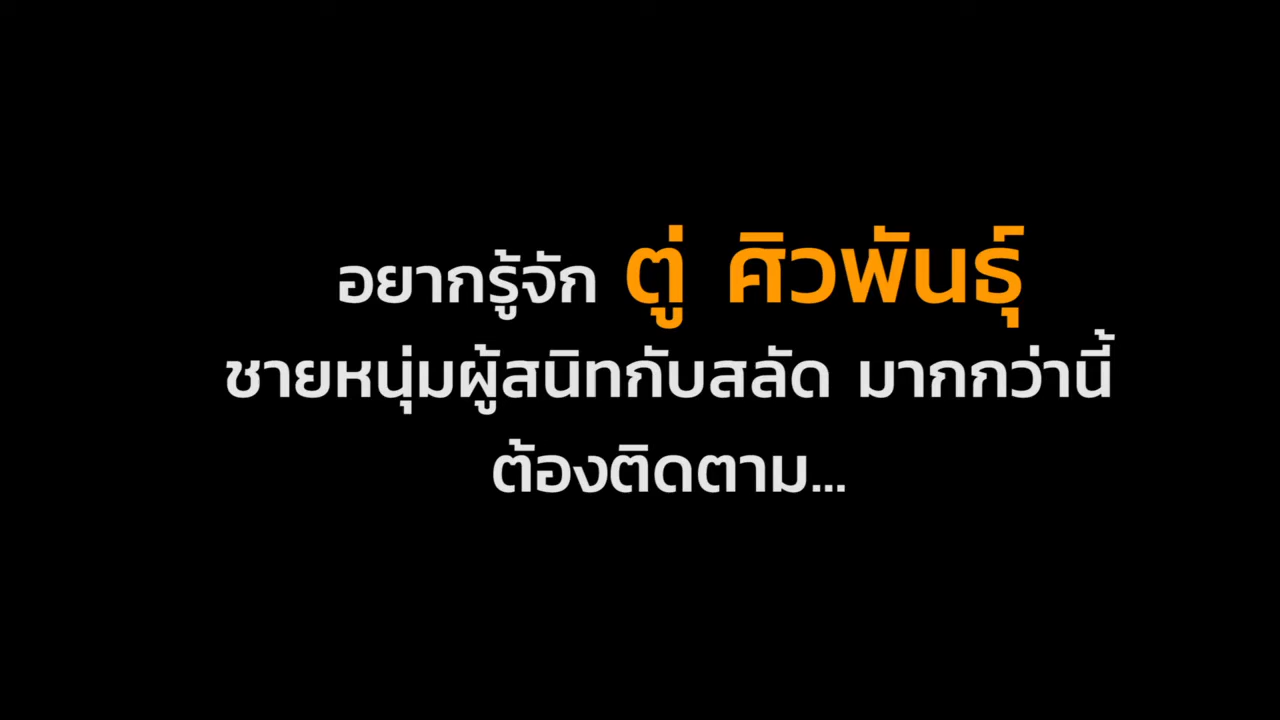 อยากรู้จัก ตู่ ศิวพันธุ์
ชายหนุ่มผู้สนิทกับสลัด มากกว่านี้
ต้องติดตาม...